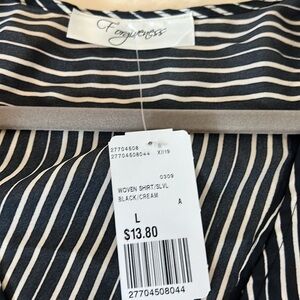 Forgiveness
27704508
27704508044 XII19
0309
WOVEN SHIRT/SLVL
BLACK/CREAM
A
L
$13.80
27704508044